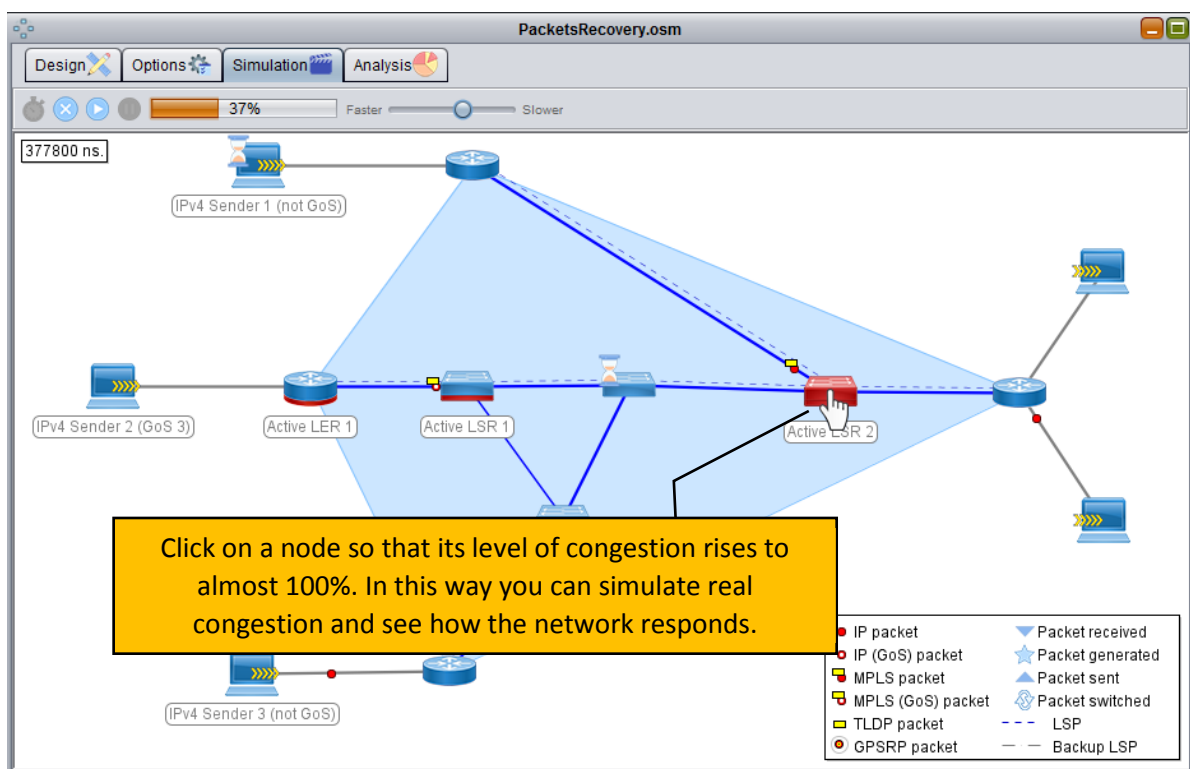 PacketsRecovery.osm
Design
Options
Simulation
Analysis
37%
Faster
Slower
377800 ns.
IPv4 Sender 1 (not GoS)
IPv4 Sender 2 (GoS 3)
Active LER 1
Active LSR 1
Active LSR 2
Click on a node so that its level of congestion rises to
almost 100%. In this way you can simulate real
congestion and see how the network responds.
IPv4 Sender 3 (not GoS)
IP packet
IP (GoS) packet
MPLS packet
MPLS (GoS) packet
TLDP packet
GPSRP packet
Packet received
Packet generated
Packet sent
Packet switched
LSP
Backup LSP